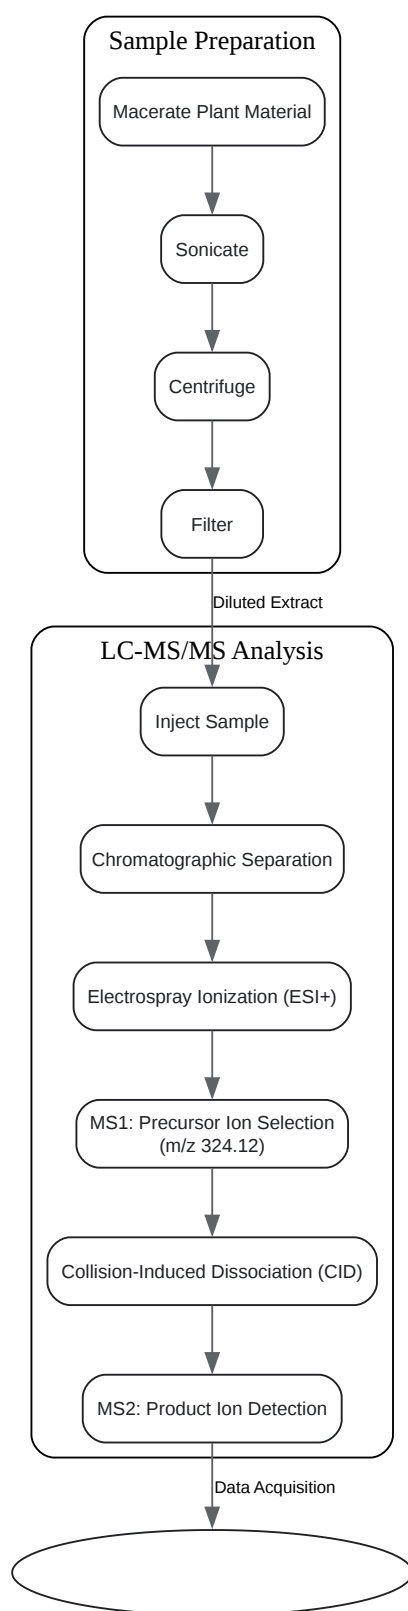 Sample Preparation
Macerate Plant Material
Sonicate
Centrifuge
Filter
Diluted Extract
LC-MS/MS Analysis
Inject Sample
Chromatographic Separation
Electrospray Ionization (ESI+)
MS1: Precursor Ion Selection
(m/z 324.12)
Collision-Induced Dissociation (CID)
MS2: Product Ion Detection
Data Acquisition